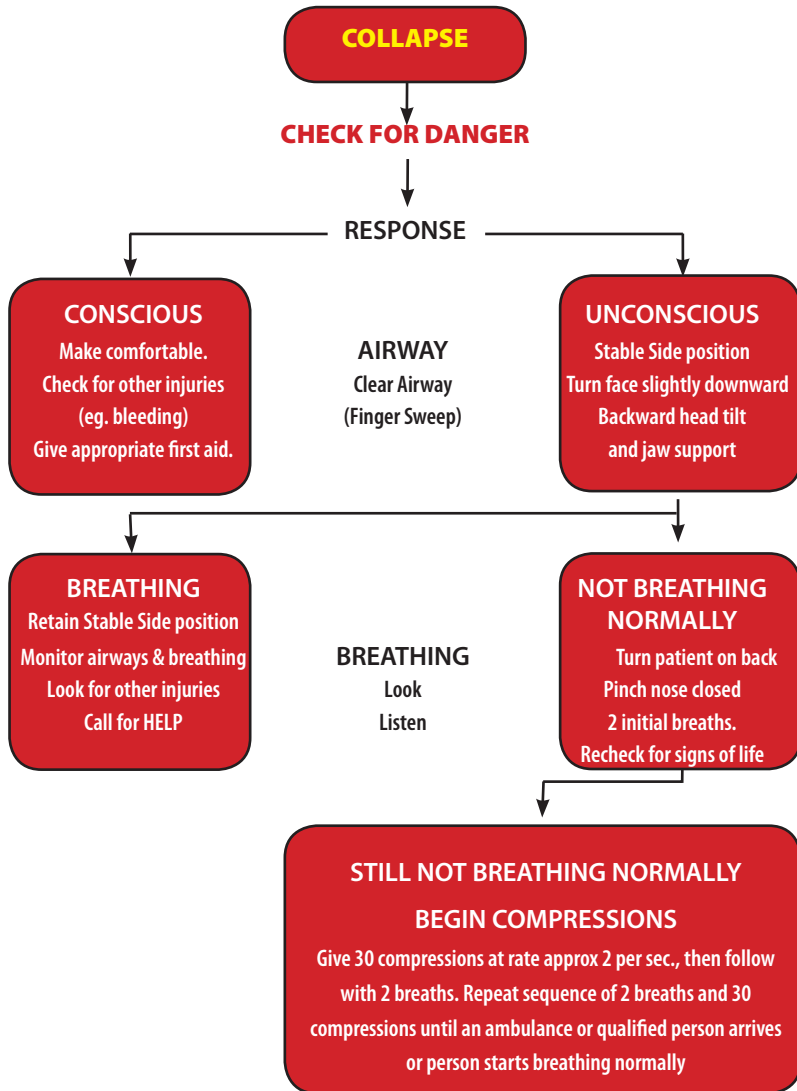 COLLAPSE
CHECK FOR DANGER
RESPONSE
CONSCIOUS
Make comfortable.
Check for other injuries
(eg. bleeding)
Give appropriate first aid.
AIRWAY
Clear Airway
(Finger Sweep)
UNCONSCIOUS
Stable Side position
Turn face slightly downward
Backward head tilt
and jaw support
BREATHING
Retain Stable Side position
Monitor airways & breathing
Look for other injuries
Call for HELP
BREATHING
Look
Listen
NOT BREATHING
NORMALLY
Turn patient on back
Pinch nose closed
2 initial breaths.
Recheck for signs of life
STILL NOT BREATHING NORMALLY
BEGIN COMPRESSIONS
Give 30 compressions at rate approx 2 per sec., then follow
with 2 breaths. Repeat sequence of 2 breaths and 30
compressions until an ambulance or qualified person arrives
or person starts breathing normally